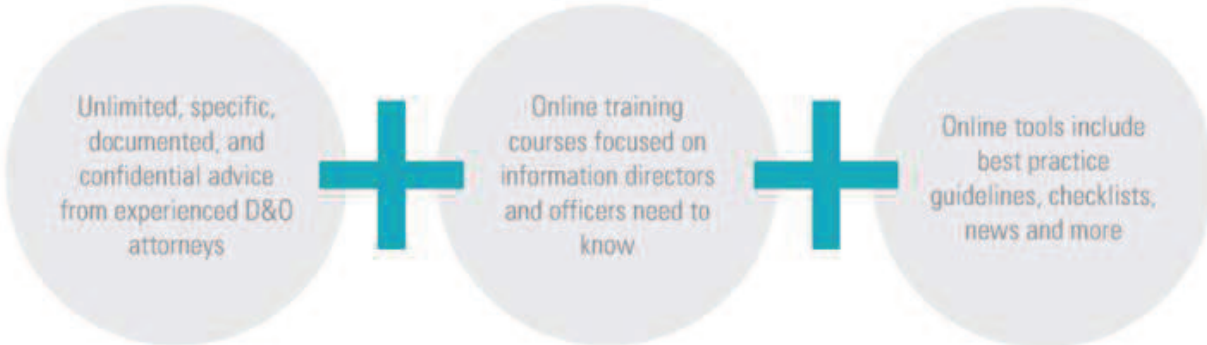 Unlimited, specific,
documented, and
confidential advice
from experienced D&O
attorneys
Online training
courses focused on
information directors
and officers need to
know
Online tools include
best practice
guidelines, checklists,
news and more